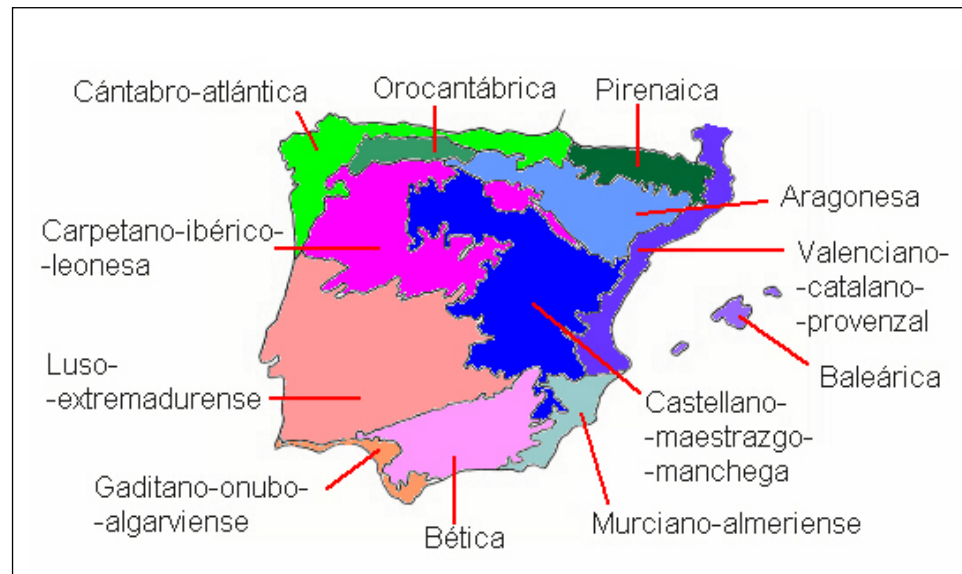 Cántabro-atlántica
Orocantábrica
Pirenaica
Aragonesa
Carpetano-ibérico-
-leonesa
Valenciano-
-catalano-
-provenzal
Baleárica
Luso-
-extremadurense
Castellano-
-maestrazgo-
-manchega
Gaditano-onubo-
-algarviense
Bética
Murciano-almeriense